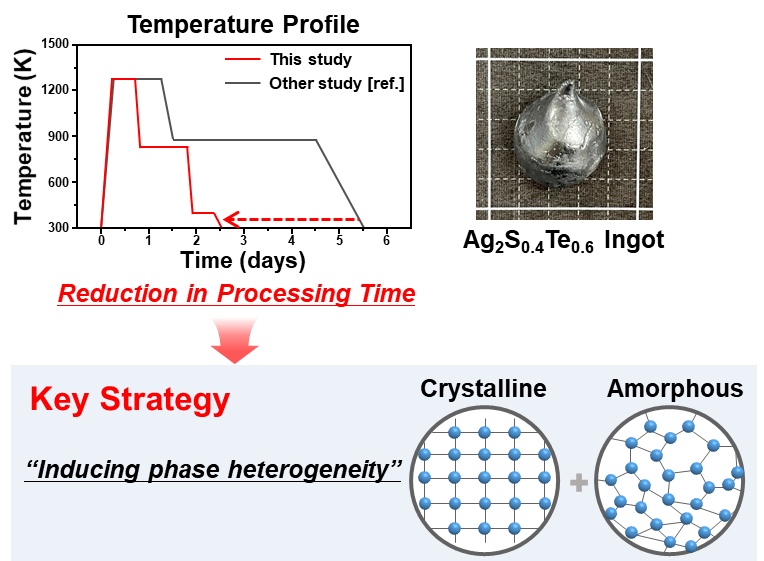 Temperature Profile
Temperature (K)
1500
1200
900
600
300
This study
Other study [ref.]
0 1 2 3 4 5 6
Time (days)
Ag₂S₀.₄Te₀.₆ Ingot
Reduction in Processing Time
Key Strategy
“Inducing phase heterogeneity”
Crystalline
Amorphous
+